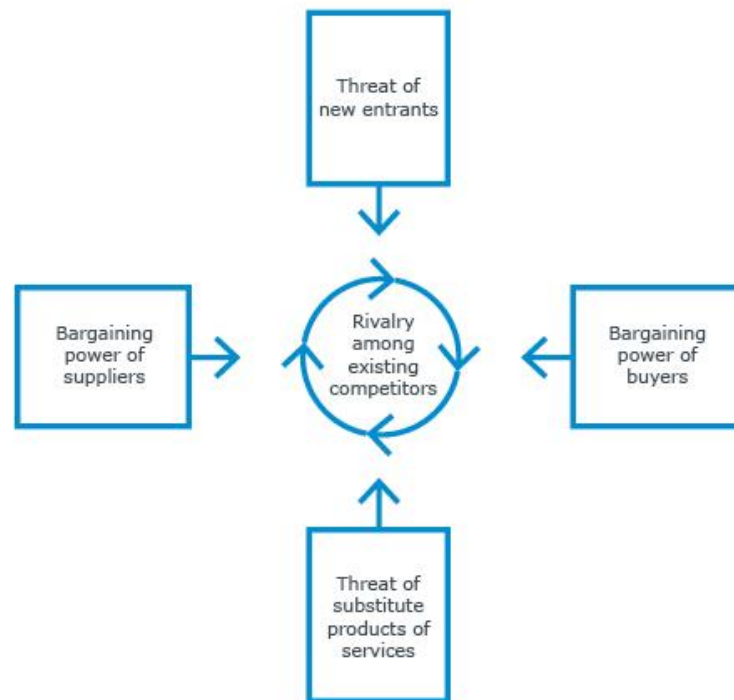 Threat of
new entrants
Bargaining
power of
suppliers
Rivalry
among
existing
competitors
Bargaining
power of
buyers
Threat of
substitute
products of
services